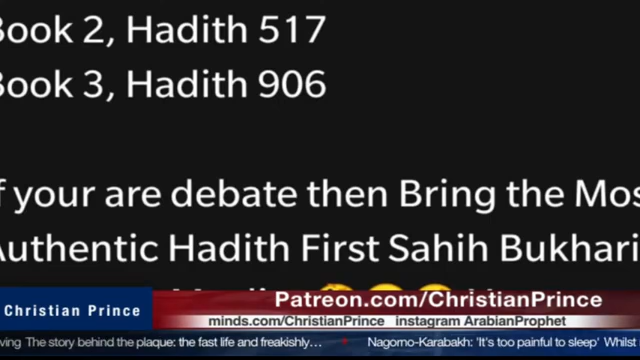 Book 2, Hadith 517
Book 3, Hadith 906
f your are debate then Bring the Mos
Authentic Hadith First Sahih Bukhari
Christian Prince
Patreon.com/ChristianPrince
minds.com/ChristianPrince instagram ArabianProphet
ving The story behind the plaque: the fast life and freakishly... Nagorno-Karabakh: 'It's too painful to sleep' Whilst